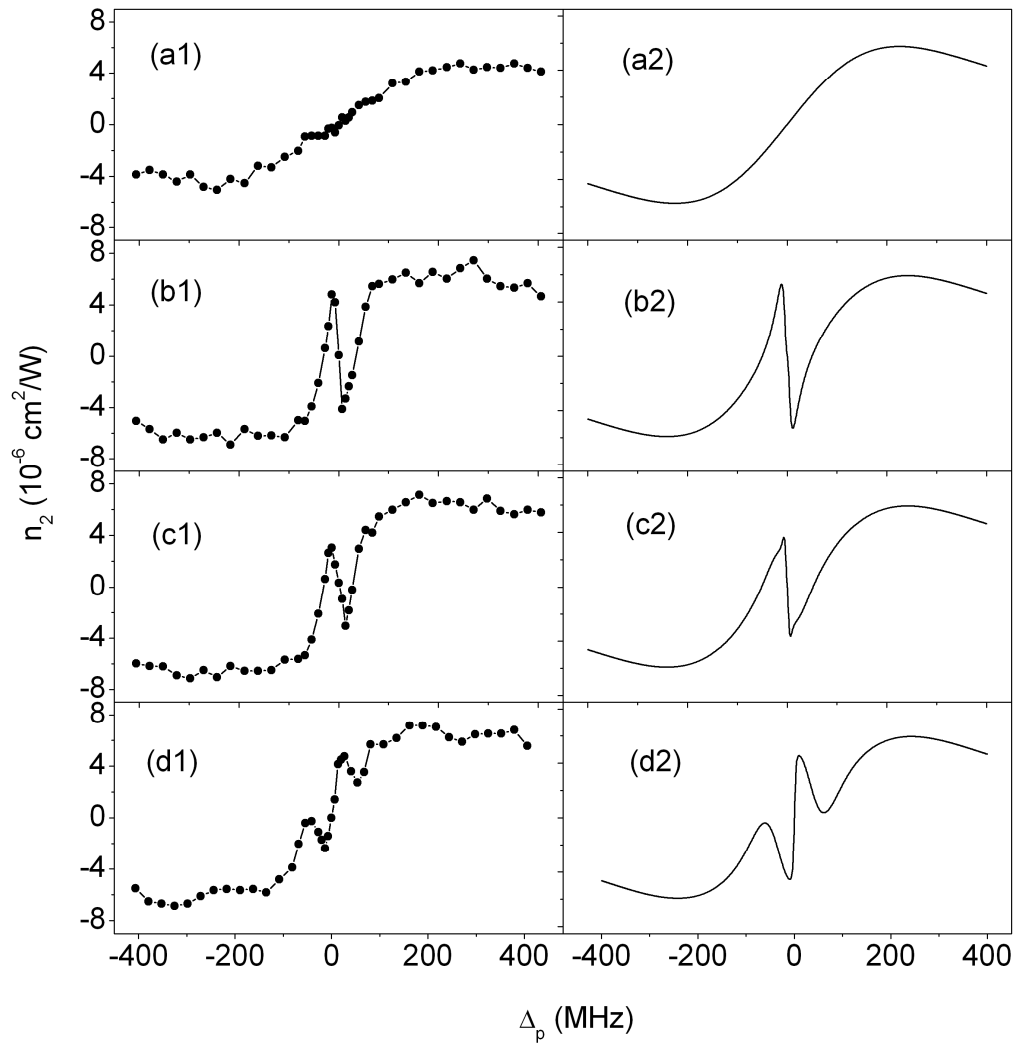 (a1)
(a2)
8
4
0
-4
-8
(b1)
(b2)
8
4
0
-4
-8
(c1)
(c2)
8
4
0
-4
-8
(d1)
(d2)
8
4
0
-4
-8
n₂ (10⁻⁶ cm²/W)
-400 -200 0 200 400 -400 -200 0 200 400
Δₚ (MHz)